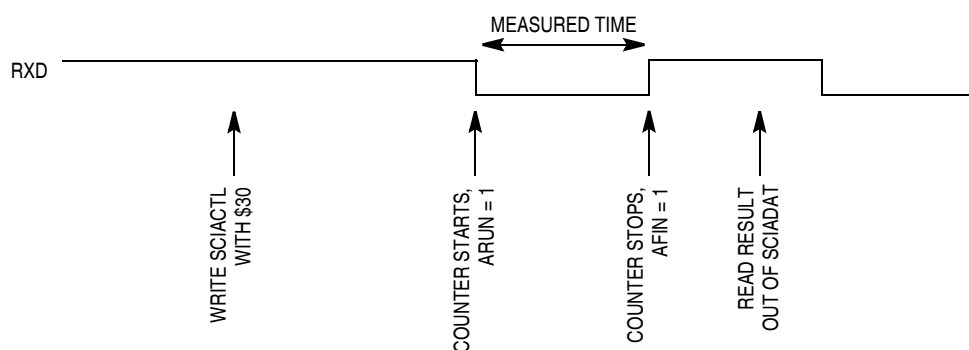 MEASURED TIME
RXD
WRITE SCIACTL
WITH $30
COUNTER STARTS,
ARUN = 1
COUNTER STOPS,
AFIN = 1
READ RESULT
OUT OF SCIADAT